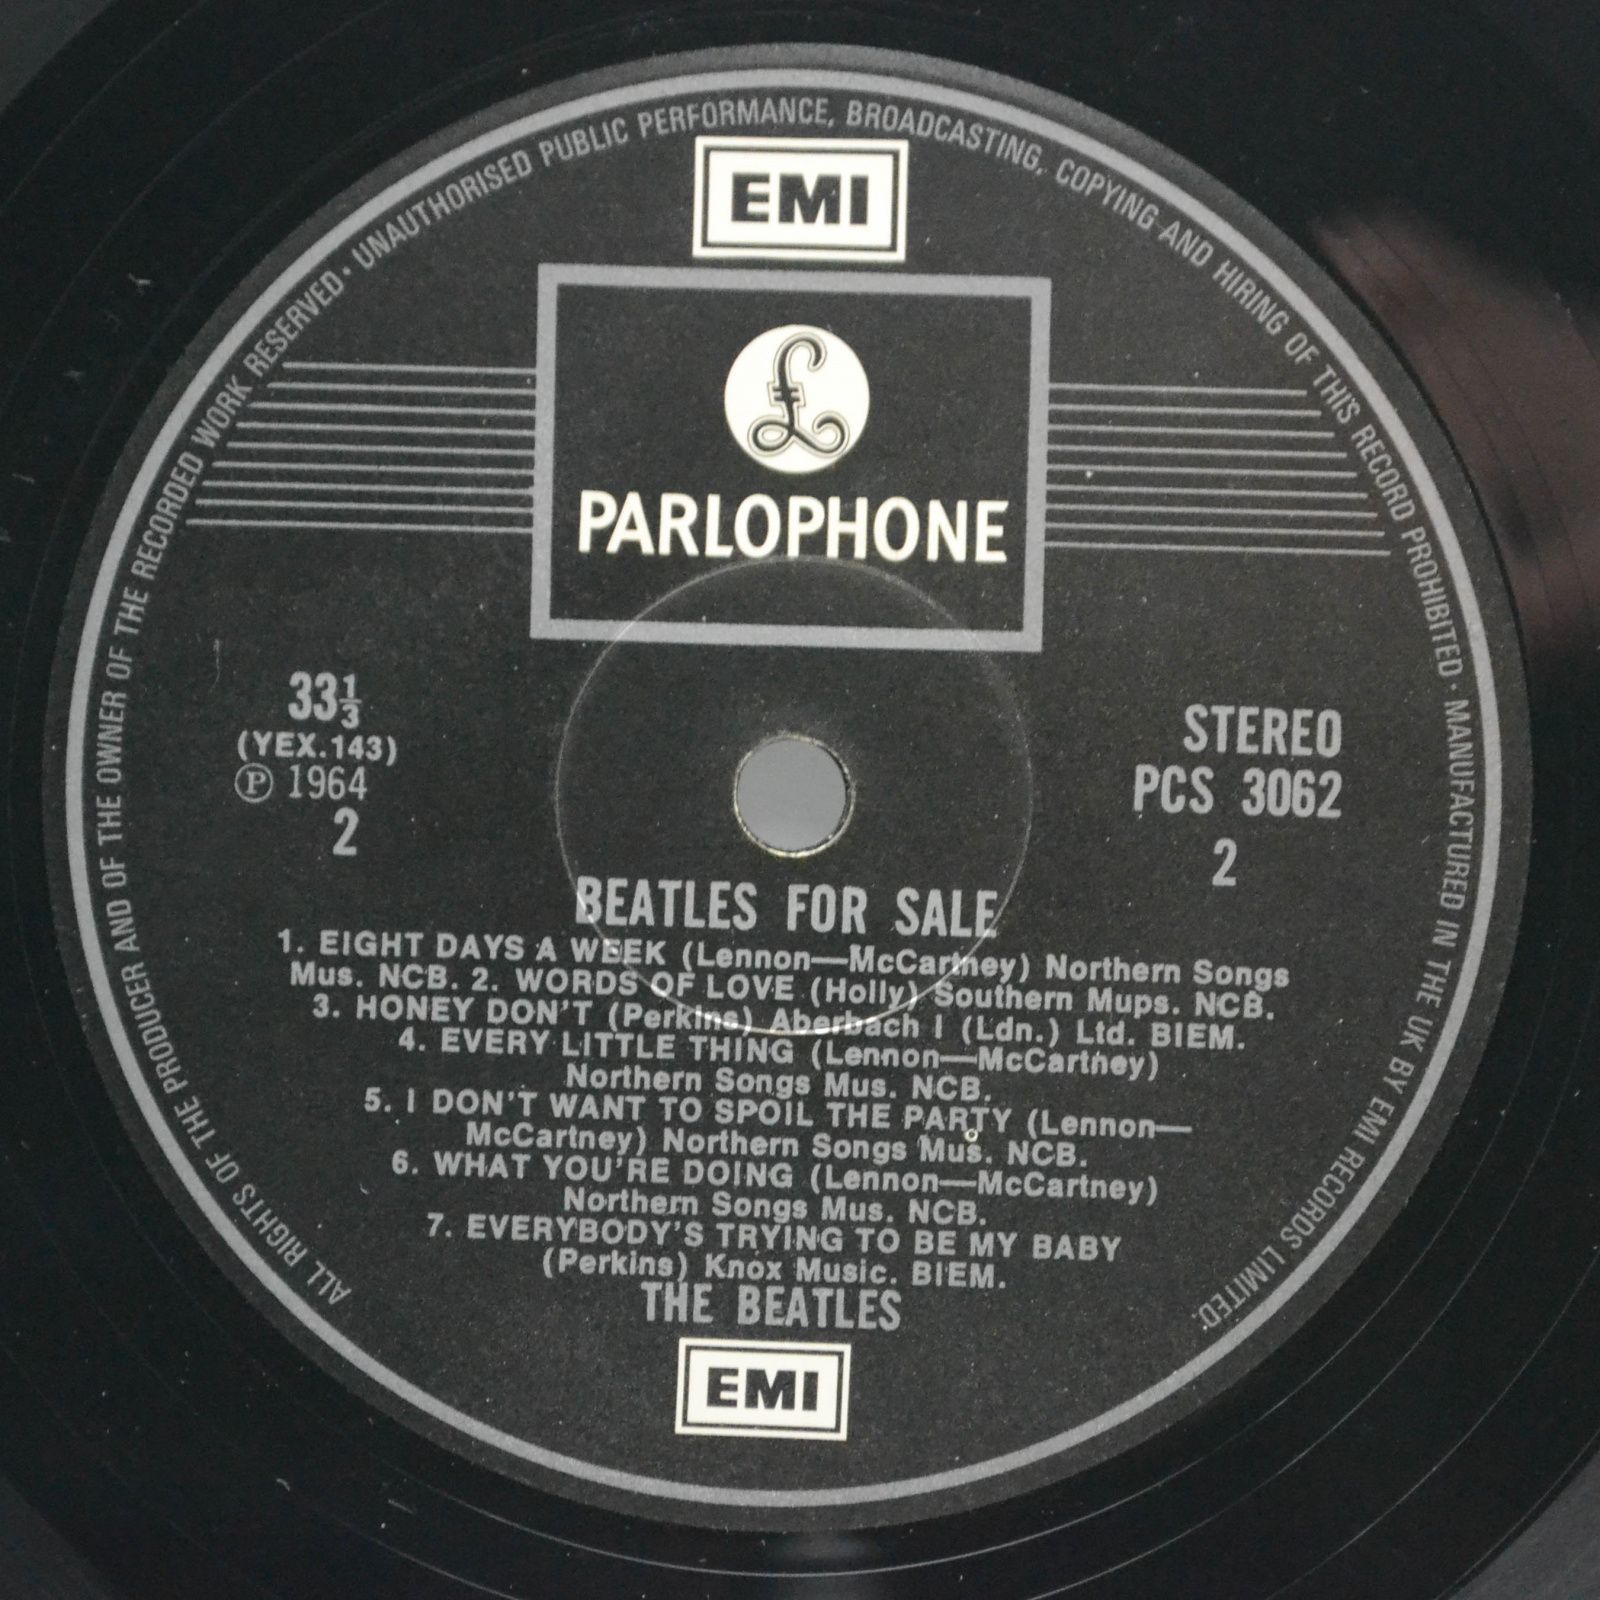 ALL RIGHTS OF THE PRODUCER AND OF THE OWNER OF THE RECORDED WORK RESERVED · UNAUTHORISED PUBLIC PERFORMANCE, BROADCASTING, COPYING AND HIRING OF THIS RECORD PROHIBITED · MANUFACTURED IN THE UK BY EMI RECORDS LIMITED.
EMI
£
PARLOPHONE
33⅓
(YEX.143)
Ⓟ 1964
2
STEREO
PCS 3062
2
BEATLES FOR SALE
1. EIGHT DAYS A WEEK (Lennon—McCartney) Northern Songs
Mus. NCB. 2. WORDS OF LOVE (Holly) Southern Mups. NCB.
3. HONEY DON'T (Perkins) Aberbach I (Ldn.) Ltd. BIEM.
4. EVERY LITTLE THING (Lennon—McCartney)
Northern Songs Mus. NCB.
5. I DON'T WANT TO SPOIL THE PARTY (Lennon—
McCartney) Northern Songs Mus. NCB.
6. WHAT YOU'RE DOING (Lennon—McCartney)
Northern Songs Mus. NCB.
7. EVERYBODY'S TRYING TO BE MY BABY
(Perkins) Knox Music. BIEM.
THE BEATLES
EMI